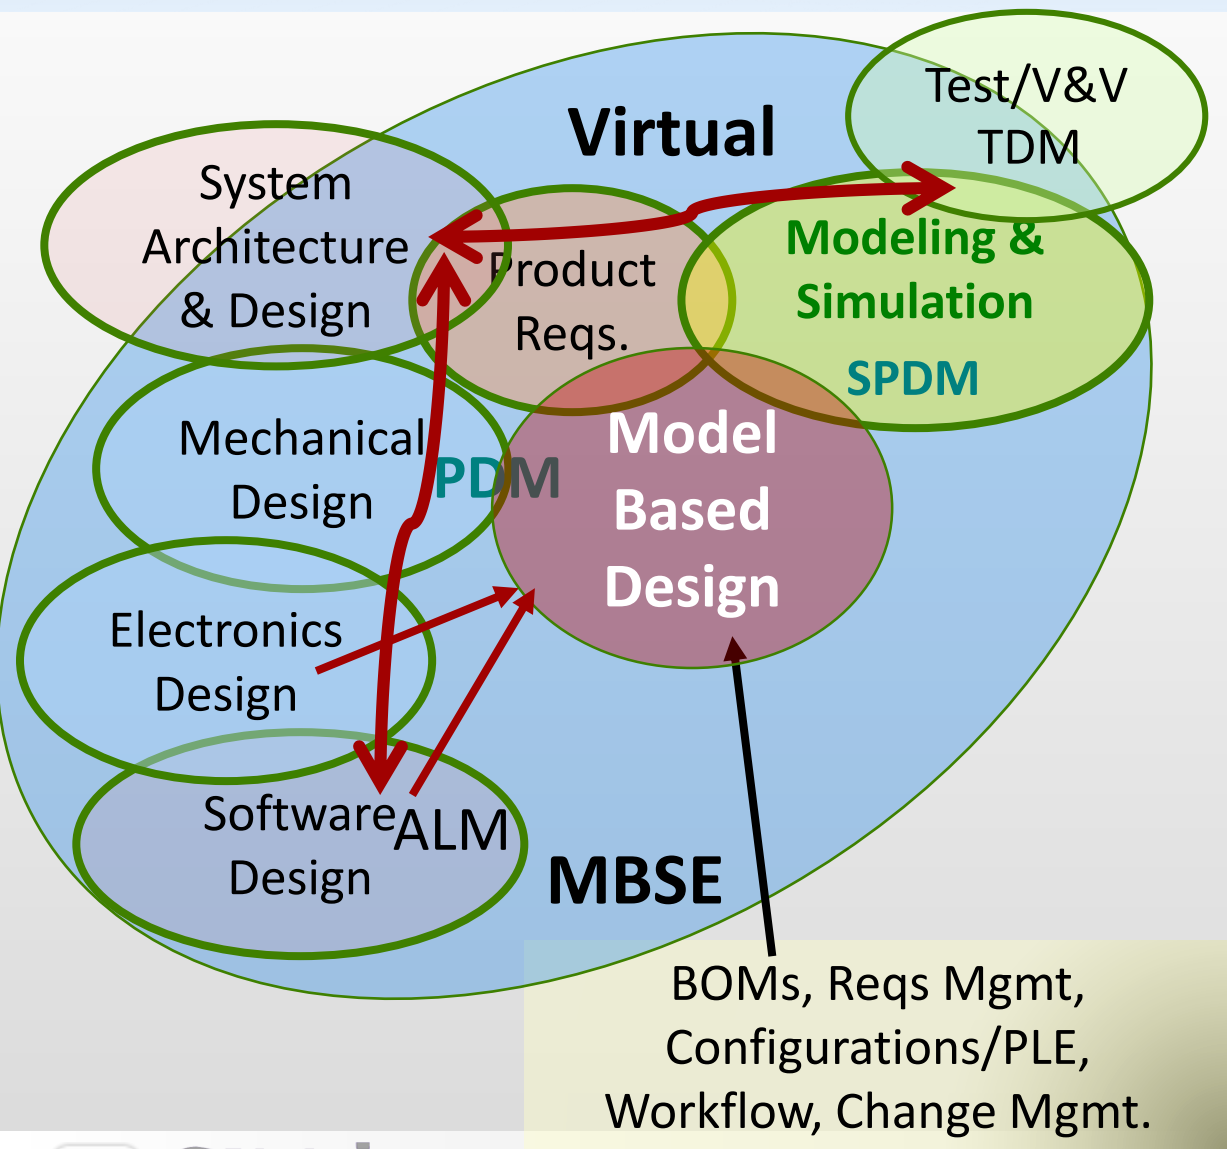 Test/V&V
TDM
Virtual
System
Architecture
& Design
Product
Reqs.
Modeling &
Simulation
SPDM
Mechanical
Design
PDM
Model
Based
Design
Electronics
Design
Software
Design
ALM
MBSE
BOMs, Reqs Mgmt,
Configurations/PLE,
Workflow, Change Mgmt.